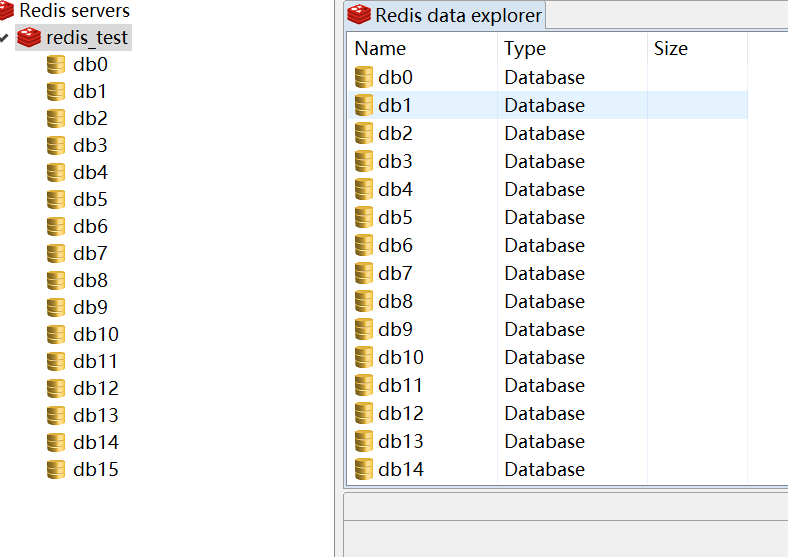 Redis servers
redis_test
db0
db1
db2
db3
db4
db5
db6
db7
db8
db9
db10
db11
db12
db13
db14
db15
Redis data explorer
Name Type Size
db0 Database
db1 Database
db2 Database
db3 Database
db4 Database
db5 Database
db6 Database
db7 Database
db8 Database
db9 Database
db10 Database
db11 Database
db12 Database
db13 Database
db14 Database